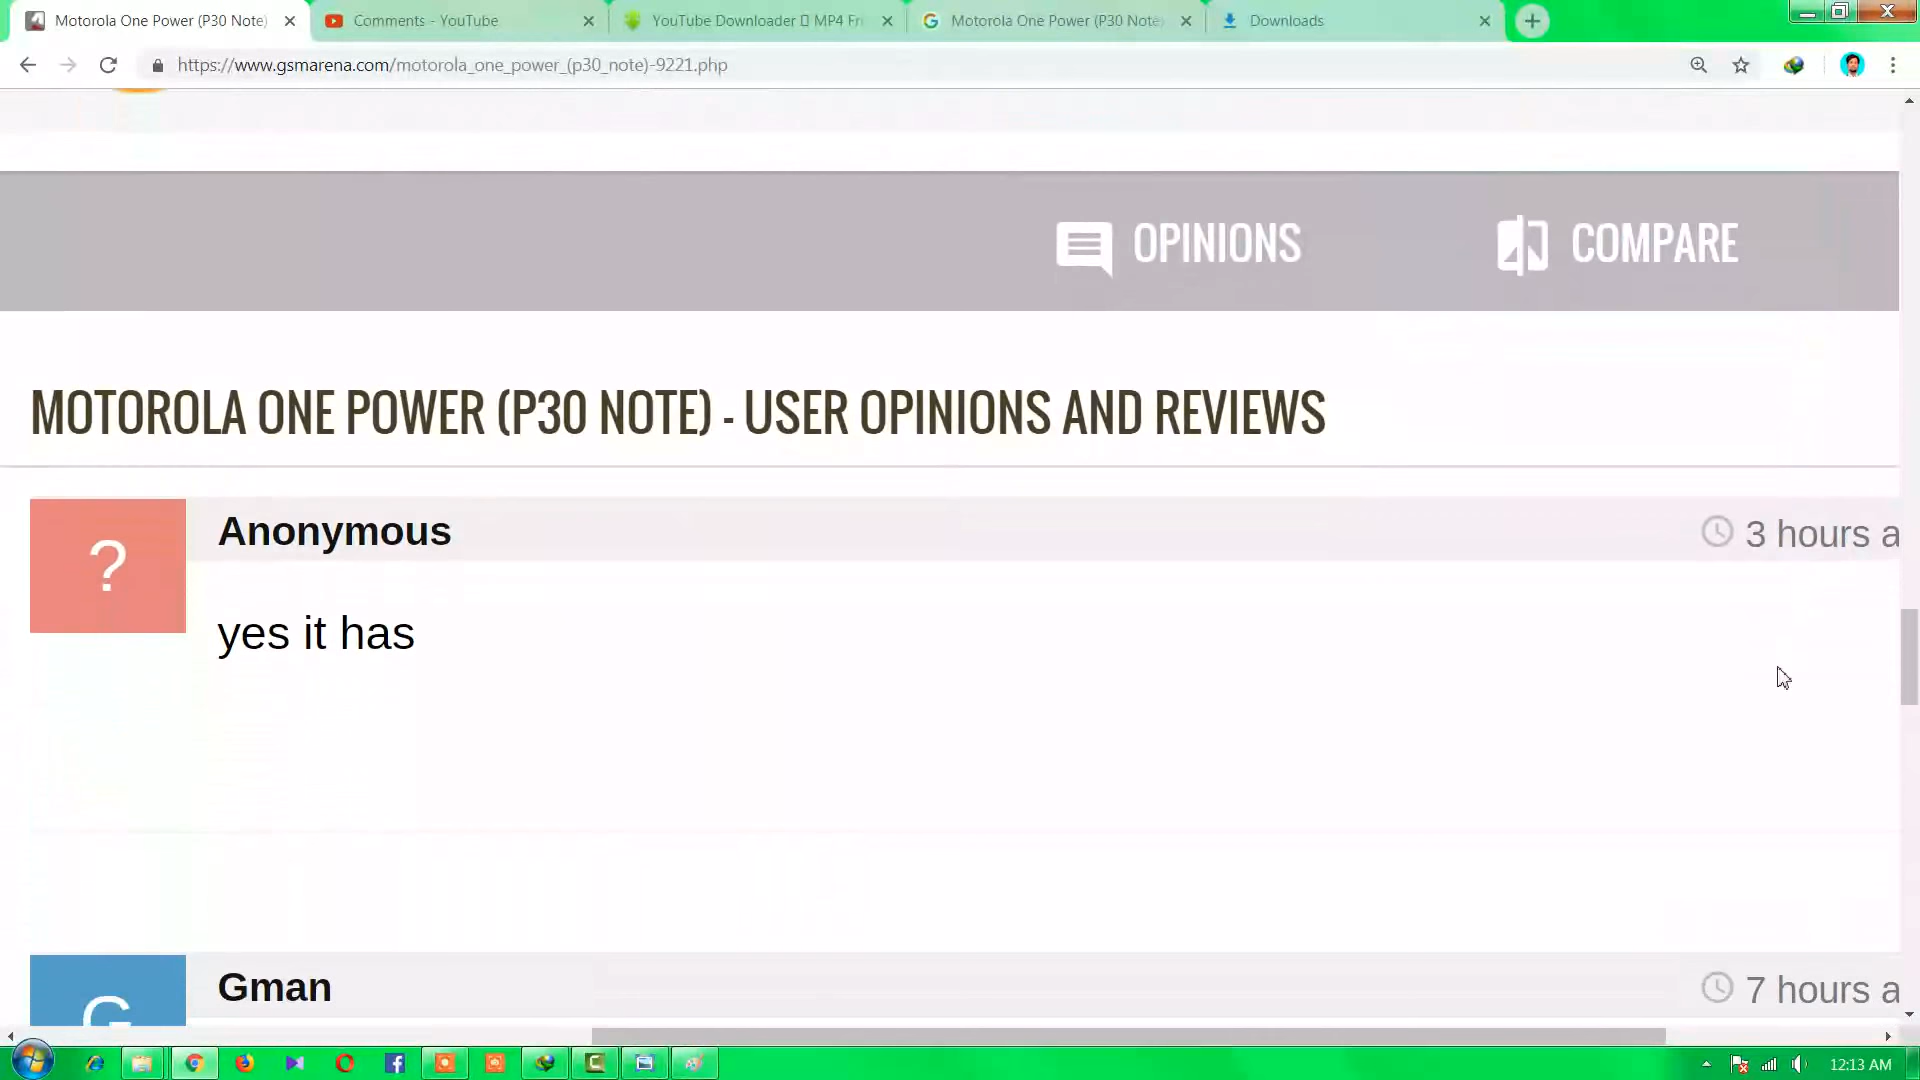 Motorola One Power (P30 Note)
Comments - YouTube
YouTube Downloader ▯ MP4 Fr
Motorola One Power (P30 Note
Downloads
https://www.gsmarena.com/motorola_one_power_(p30_note)-9221.php
OPINIONS
COMPARE
MOTOROLA ONE POWER (P30 NOTE) - USER OPINIONS AND REVIEWS
?
Anonymous
3 hours a
yes it has
G
Gman
7 hours a
12:13 AM